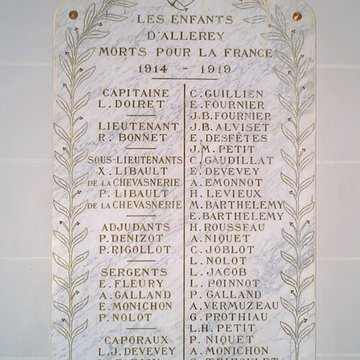 LES ENFANTS
D'ALLEREY
MORTS POUR LA FRANCE
1914 - 1919
CAPITAINE
L. DOIRET
LIEUTENANT
R. BONNET
SOUS-LIEUTENANTS
X. LIBAULT
DE LA CHEVASNERIE
P. LIBAULT
DE LA CHEVASNERIE
ADJUDANTS
P. DENIZOT
P. RIGOLLOT
SERGENTS
E. FLEURY
A. GALLAND
E. MONICHON
P. NOLOT
CAPORAUX
L.J. DEVEVEY
C. GUILLIEN
E. FOURNIER
J.B. FOURNIER
J.B. ALVISET
E. DESFÊTES
J.M. PETIT
C. GAUDILLAT
E. DEVEVEY
A. EMONNOT
H. LEVIEUX
M. BARTHELEMY
E. BARTHELEMY
H. ROUSSEAU
A. NIQUET
C. JOBLOT
L. NOLOT
L. JACOB
L. POINNOT
P. GALLAND
A. VERMUZEAU
G. PROTHIAU
L.H. PETIT
P. NIQUET
A. MONICHON